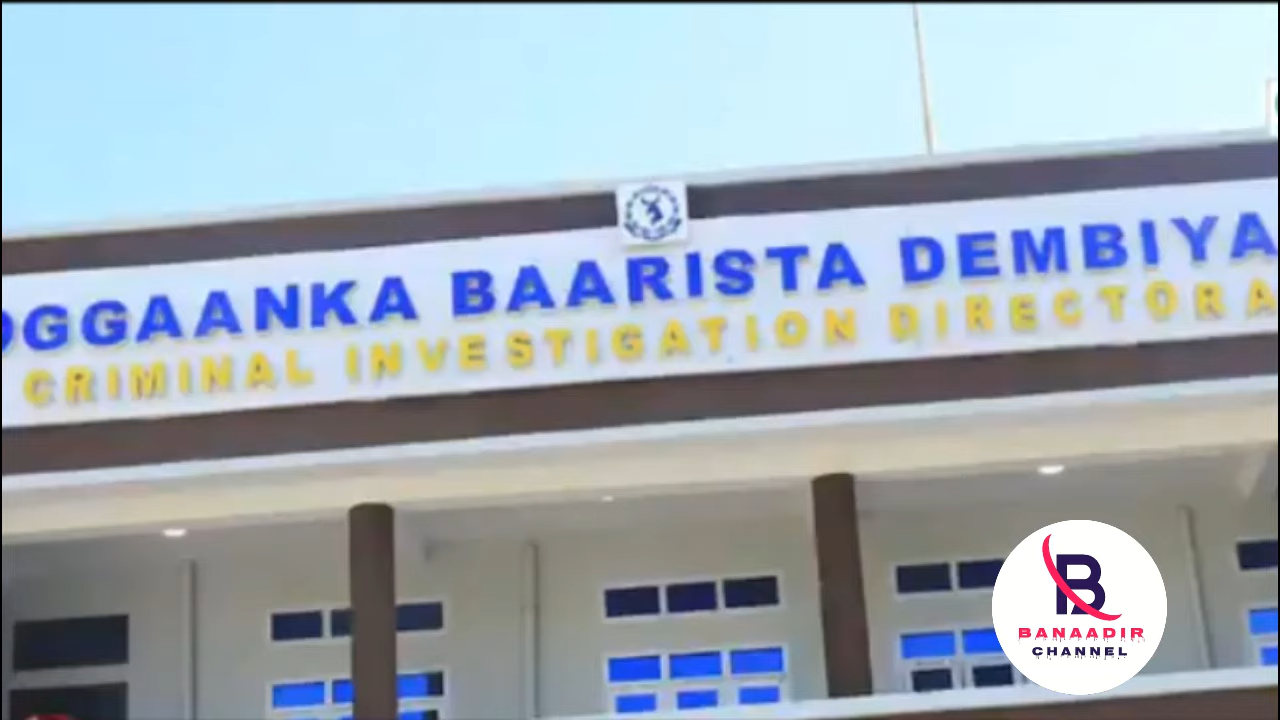 OGGAANKA BAARISTA DEMBIYA
CRIMINAL INVESTIGATION DIRECTORA
B
BANAADIR
CHANNEL